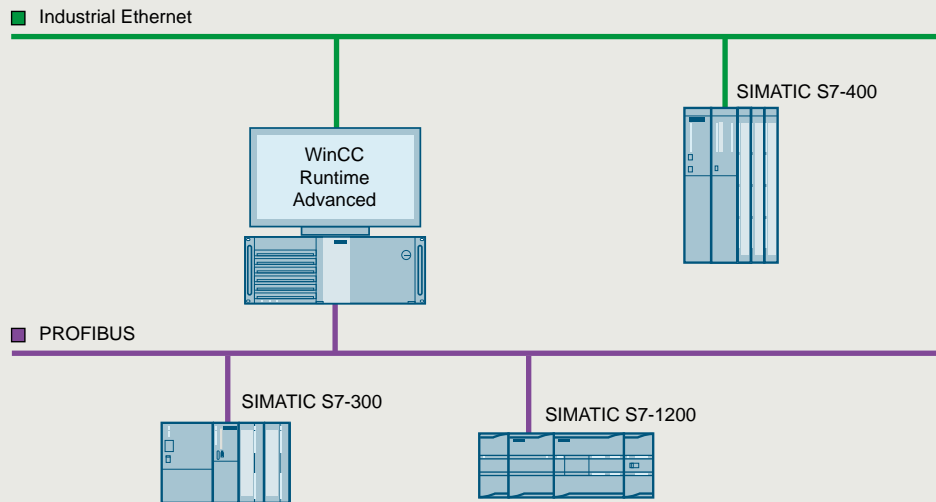 Industrial Ethernet
SIMATIC S7-400
WinCC
Runtime
Advanced
PROFIBUS
SIMATIC S7-300
SIMATIC S7-1200